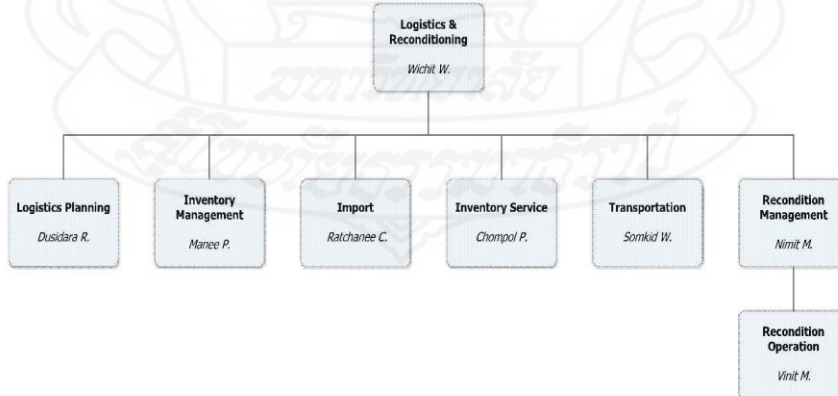 Logistics &
Reconditioning
Wichit W.
Logistics Planning
Dusidara R.
Inventory
Management
Manee P.
Import
Ratchanee C.
Inventory Service
Chompol P.
Transportation
Somkid W.
Recondition
Management
Nimit M.
Recondition
Operation
Vinit M.